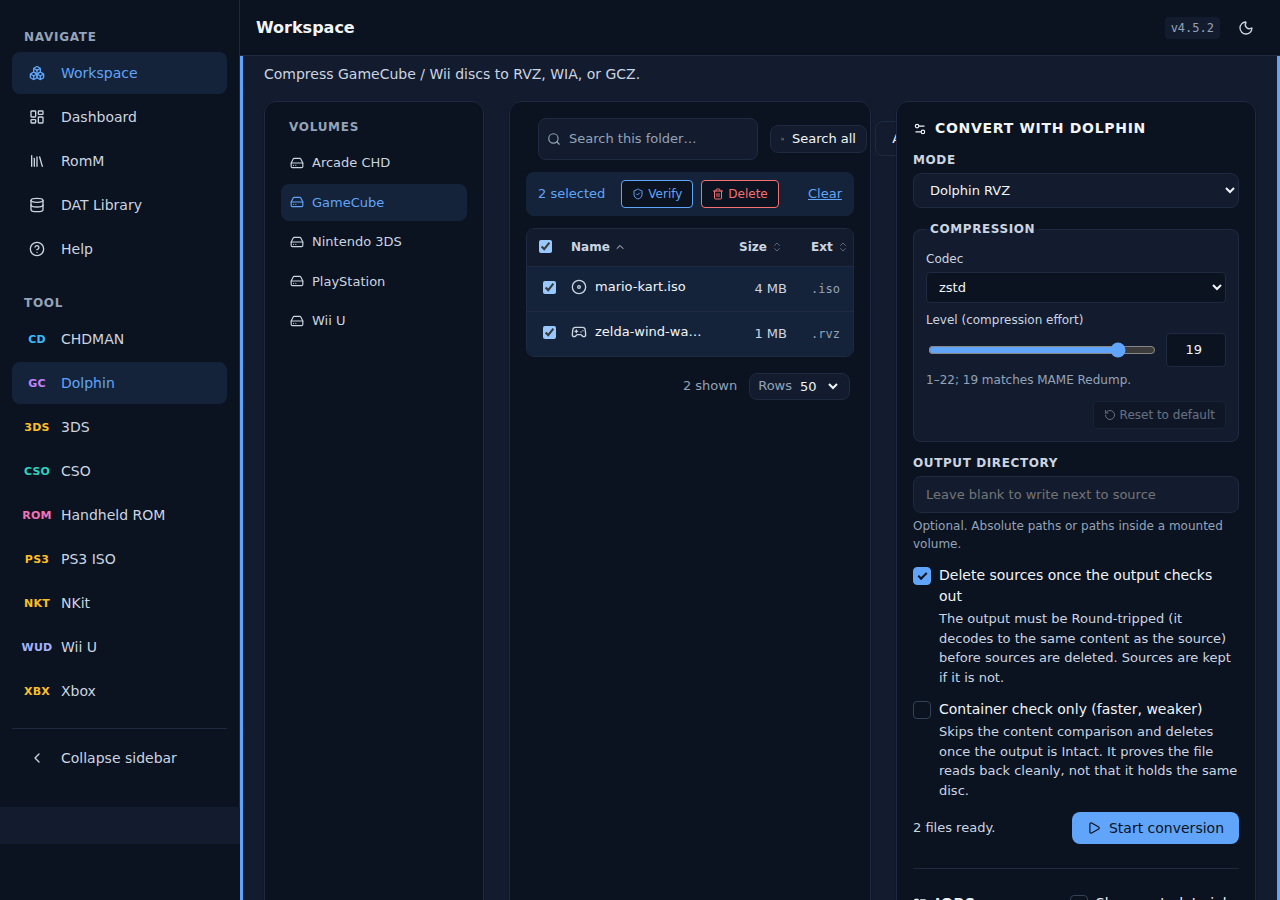 NAVIGATE
Workspace
Dashboard
RomM
DAT Library
Help
TOOL
CD CHDMAN
GC Dolphin
3DS 3DS
CSO CSO
ROM Handheld ROM
PS3 PS3 ISO
NKT NKit
WUD Wii U
XBX Xbox
Collapse sidebar
Workspace
v4.5.2
Compress GameCube / Wii discs to RVZ, WIA, or GCZ.
VOLUMES
Arcade CHD
GameCube
Nintendo 3DS
PlayStation
Wii U
Search this folder…
Search all
2 selected Verify Delete Clear
Name Size Ext
mario-kart.iso 4 MB .iso
zelda-wind-wa… 1 MB .rvz
2 shown Rows 50
CONVERT WITH DOLPHIN
MODE
Dolphin RVZ
COMPRESSION
Codec
zstd
Level (compression effort)
19
1–22; 19 matches MAME Redump.
Reset to default
OUTPUT DIRECTORY
Leave blank to write next to source
Optional. Absolute paths or paths inside a mounted
volume.
Delete sources once the output checks
out
The output must be Round-tripped (it
decodes to the same content as the source)
before sources are deleted. Sources are kept
if it is not.
Container check only (faster, weaker)
Skips the content comparison and deletes
once the output is Intact. It proves the file
reads back cleanly, not that it holds the same
disc.
2 files ready.
Start conversion